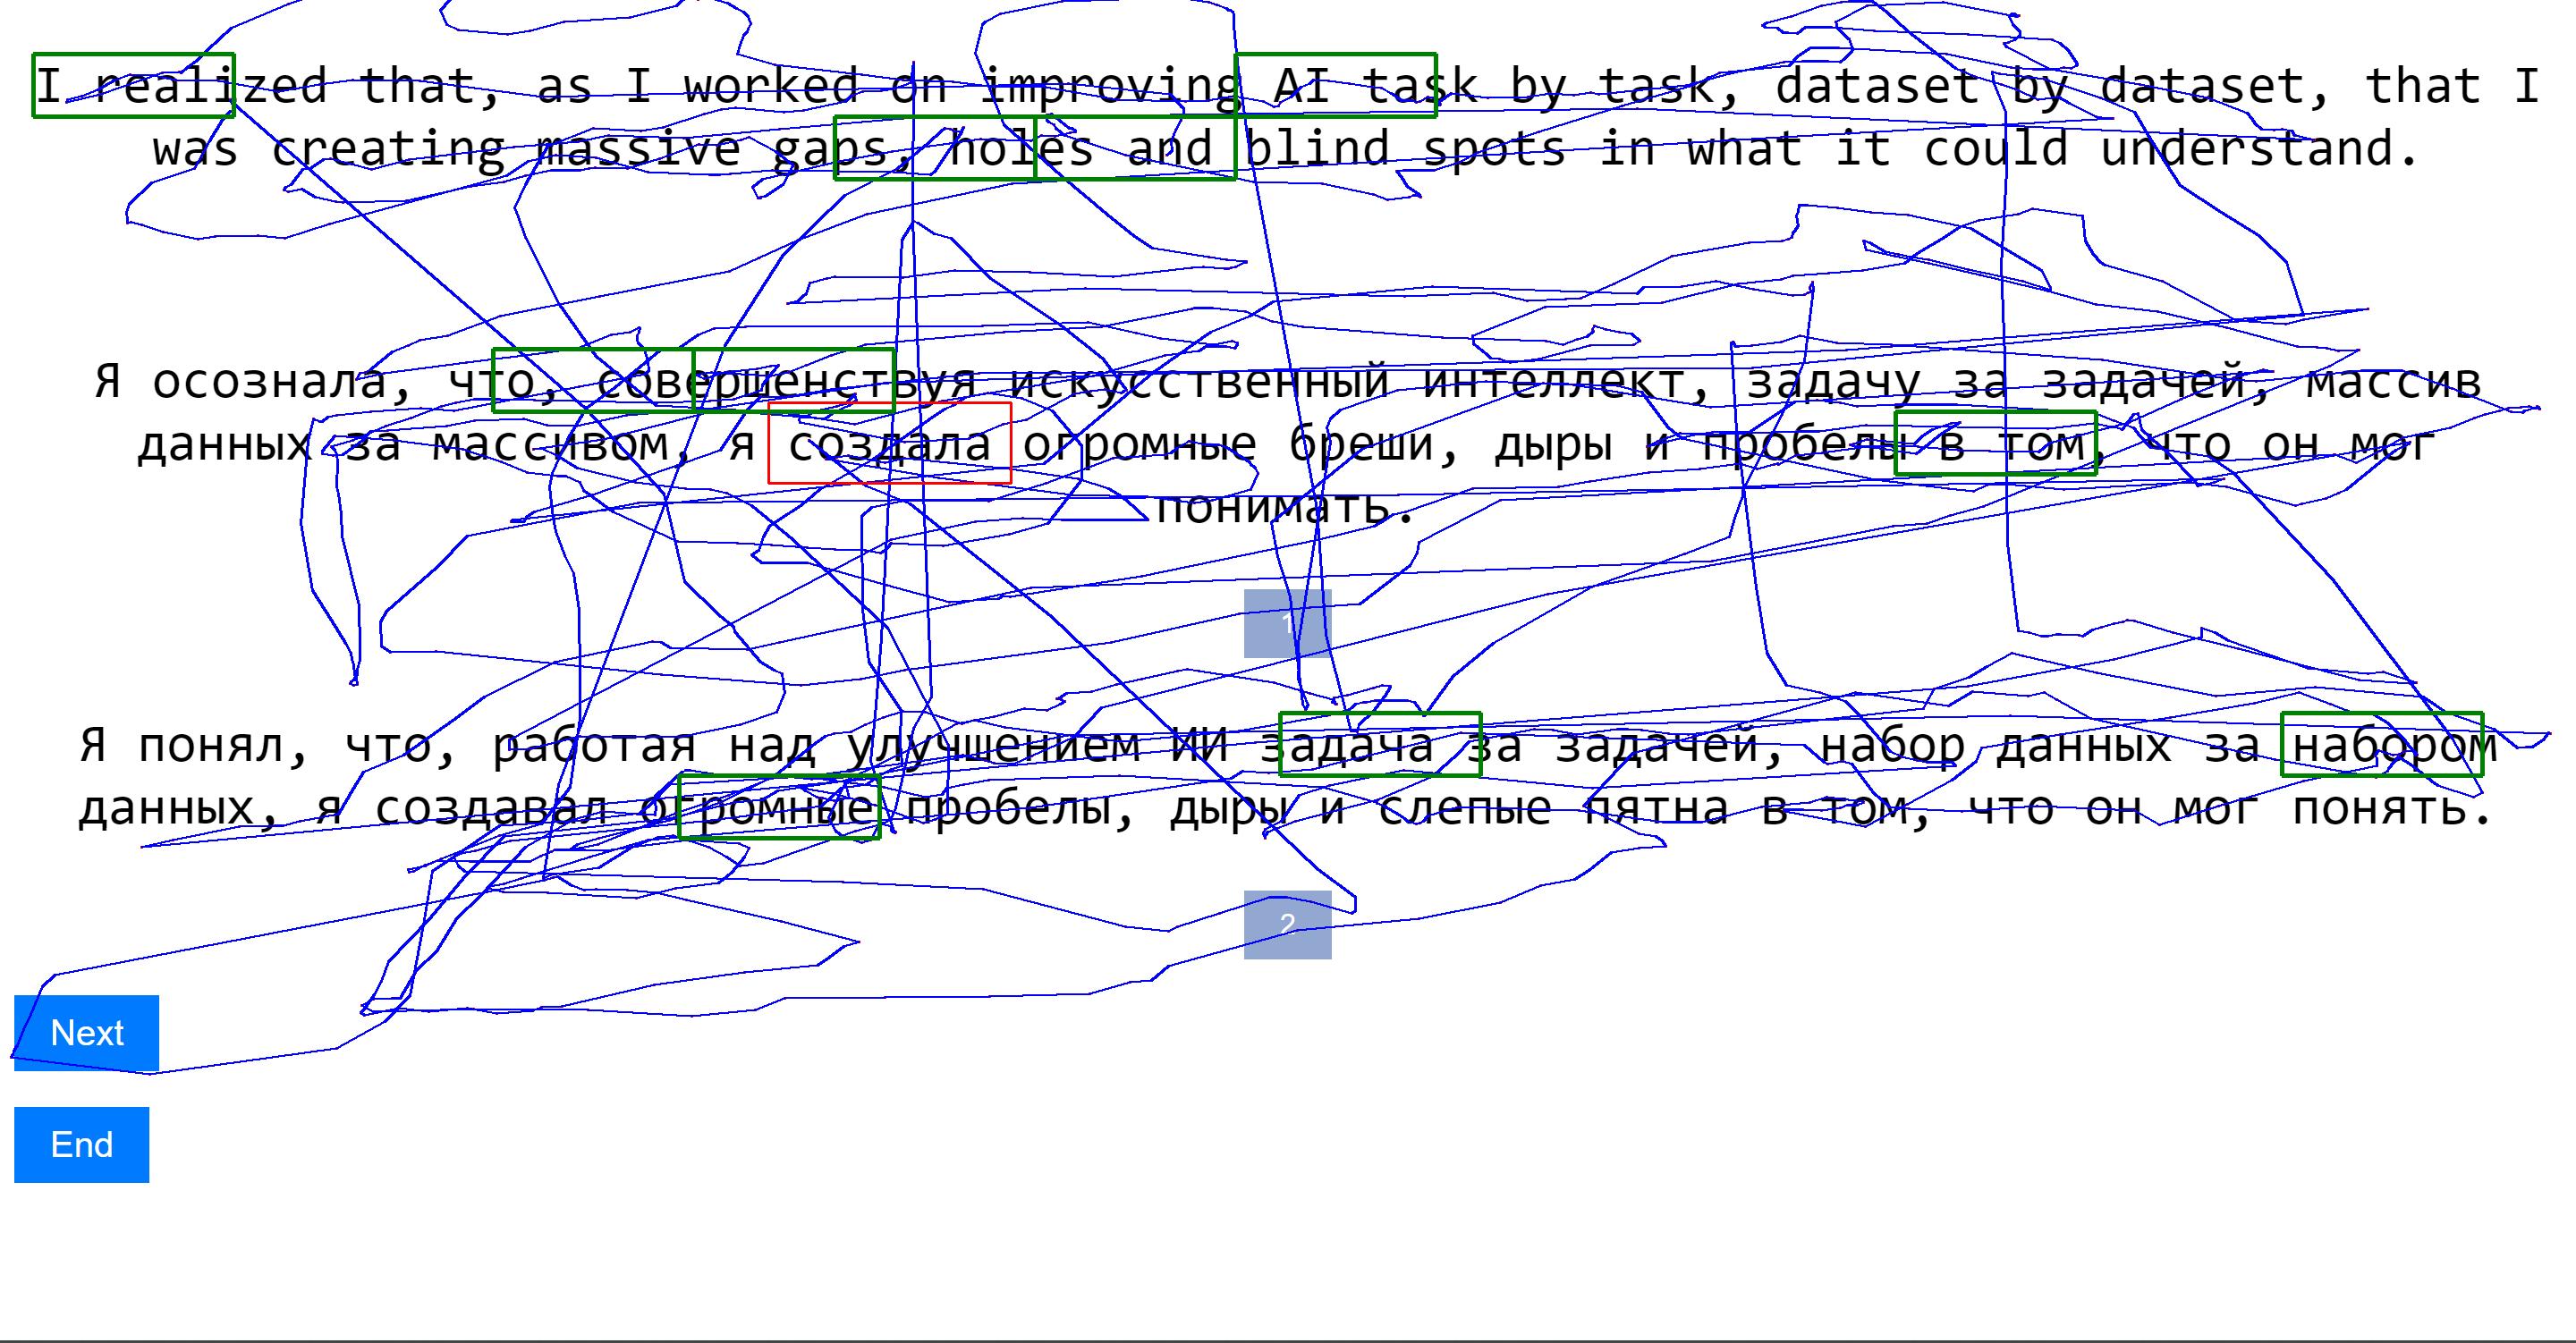 I realized that, as I worked on improving AI task by task, dataset by dataset, that I
was creating massive gaps, holes and blind spots in what it could understand.
Я осознала, что, совершенствуя искусственный интеллект, задачу за задачей, массив
данных за массивом, я создала огромные бреши, дыры и пробелы в том, что он мог
понимать.
1
Я понял, что, работая над улучшением ИИ задача за задачей, набор данных за набором
данных, я создавал огромные пробелы, дыры и слепые пятна в том, что он мог понять.
2
Next
End